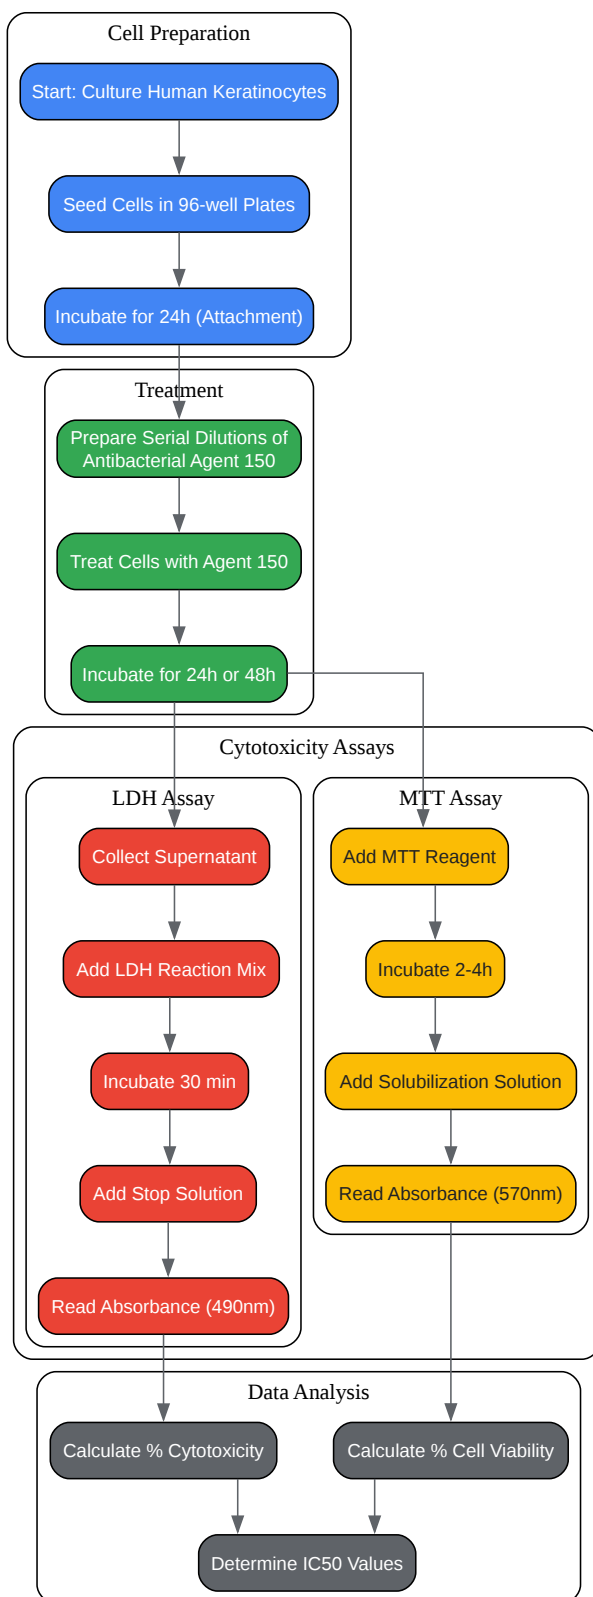 Cell Preparation
Start: Culture Human Keratinocytes
Seed Cells in 96-well Plates
Incubate for 24h (Attachment)
Treatment
Prepare Serial Dilutions of
Antibacterial Agent 150
Treat Cells with Agent 150
Incubate for 24h or 48h
Cytotoxicity Assays
LDH Assay
Collect Supernatant
Add LDH Reaction Mix
Incubate 30 min
Add Stop Solution
Read Absorbance (490nm)
MTT Assay
Add MTT Reagent
Incubate 2-4h
Add Solubilization Solution
Read Absorbance (570nm)
Data Analysis
Calculate % Cytotoxicity
Calculate % Cell Viability
Determine IC50 Values